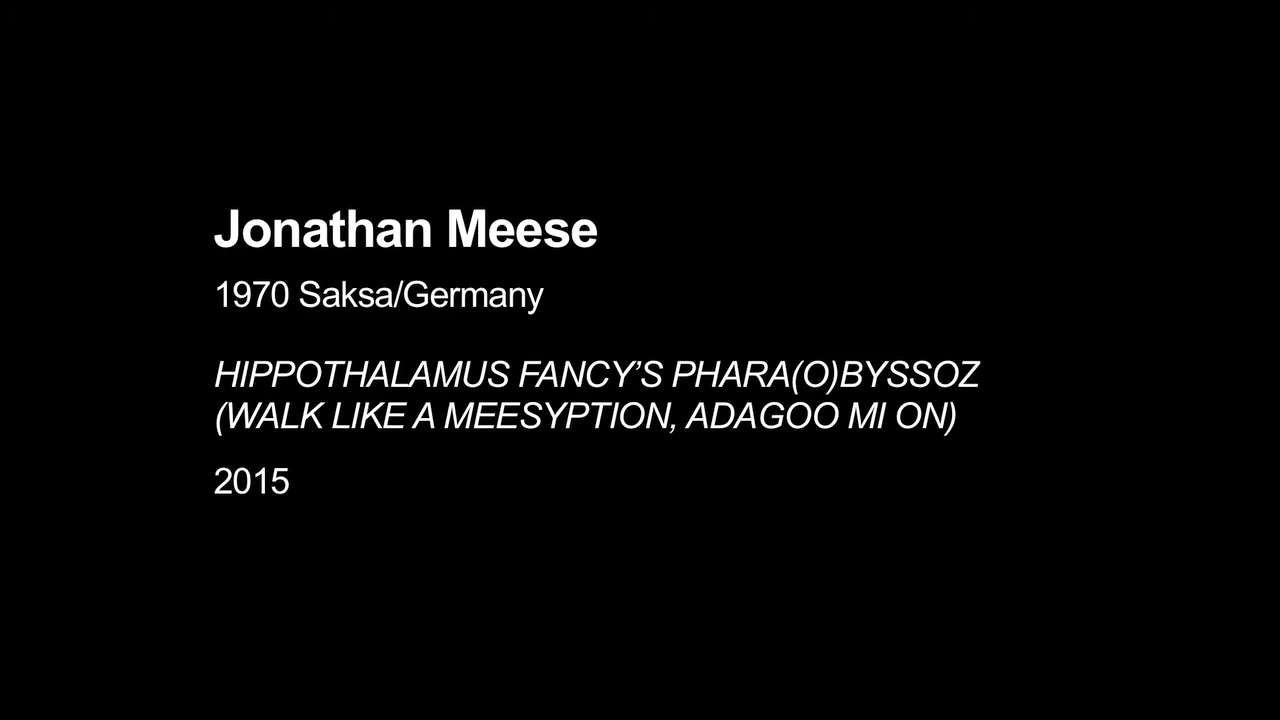 Jonathan Meese
1970 Saksa/Germany
HIPPOTHALAMUS FANCY’S PHARA(O)BYSSOZ
(WALK LIKE A MEESYPTION, ADAGOO MI ON)
2015